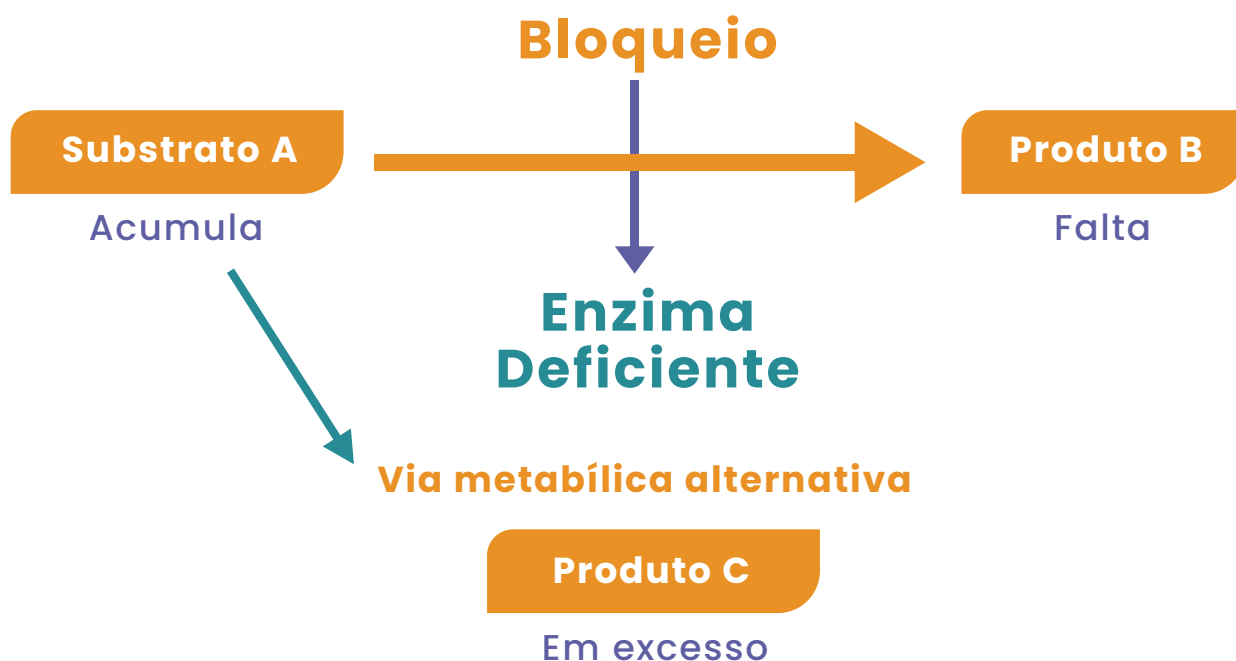 Bloqueio
Substrato A
Produto B
Acumula
Falta
Enzima
Deficiente
Via metabílica alternativa
Produto C
Em excesso